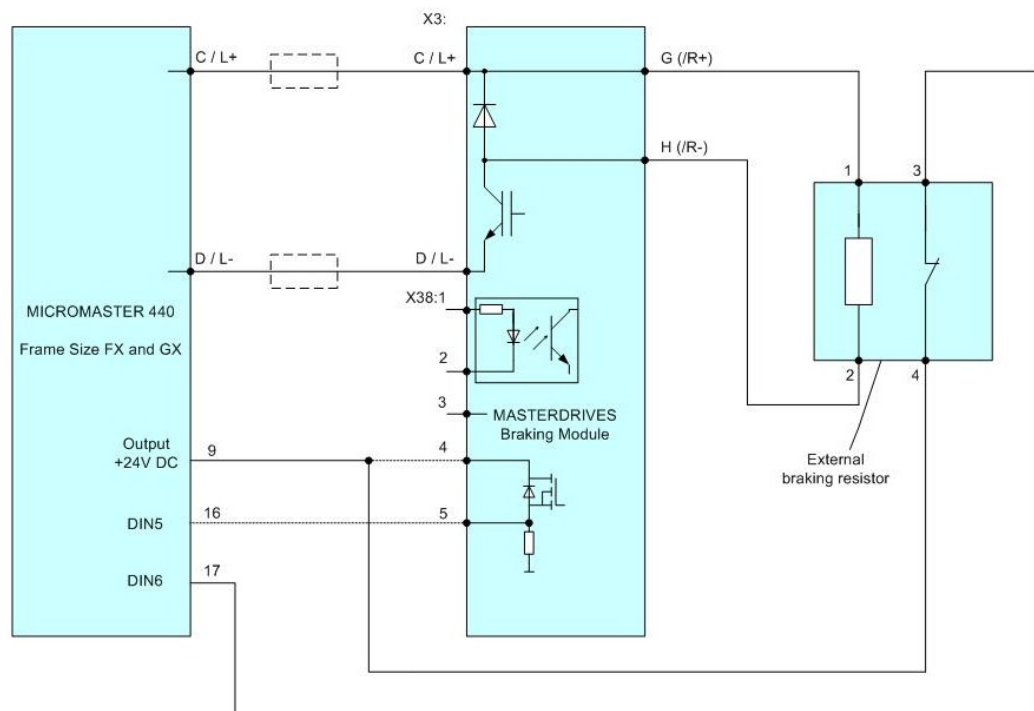 X3:
C / L+
C / L+
G (/R+)
H (/R-)
1
3
D / L-
D / L-
X38:1
MICROMASTER 440
Frame Size FX and GX
2
2
4
3
MASTERDRIVES
Braking Module
Output
+24V DC
9
4
External
braking resistor
DIN5
16
5
DIN6
17